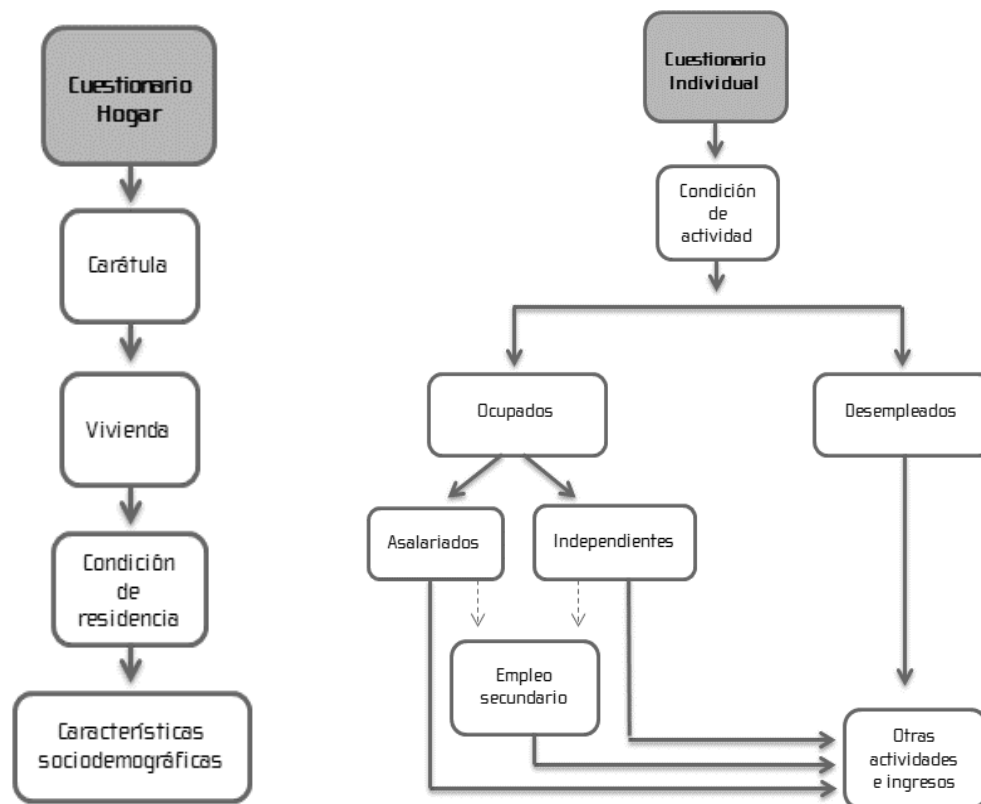 Cuestionario
Hogar
Carátula
Vivienda
Condición
de
residencia
Características
sociodemográficas
Cuestionario
Individual
Condición
de
actividad
Ocupados
Desempleados
Asalariados
Independientes
Empleo
secundario
Otras
actividades
e ingresos